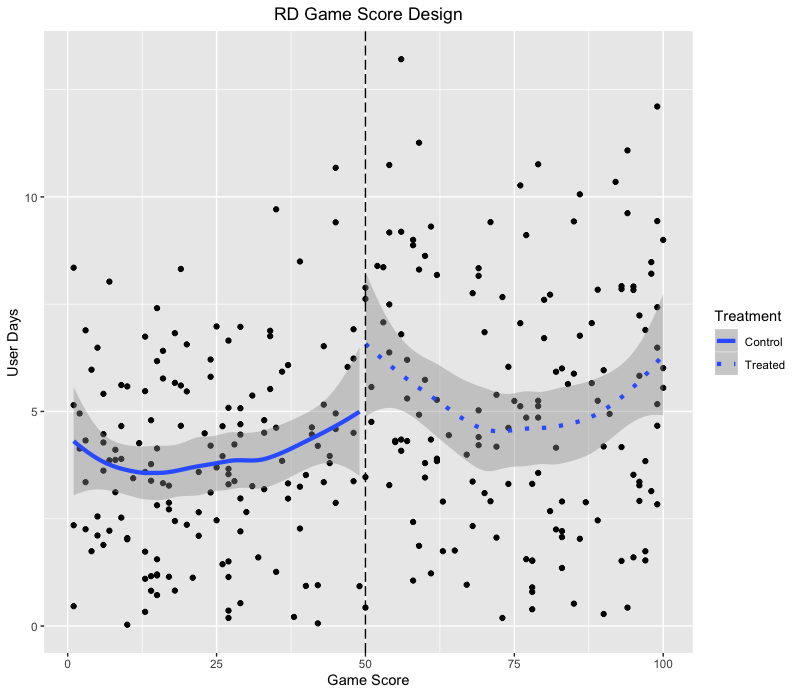 RD Game Score Design
User Days
10
5
0
0 25 50 75 100
Game Score
Treatment
Control
Treated